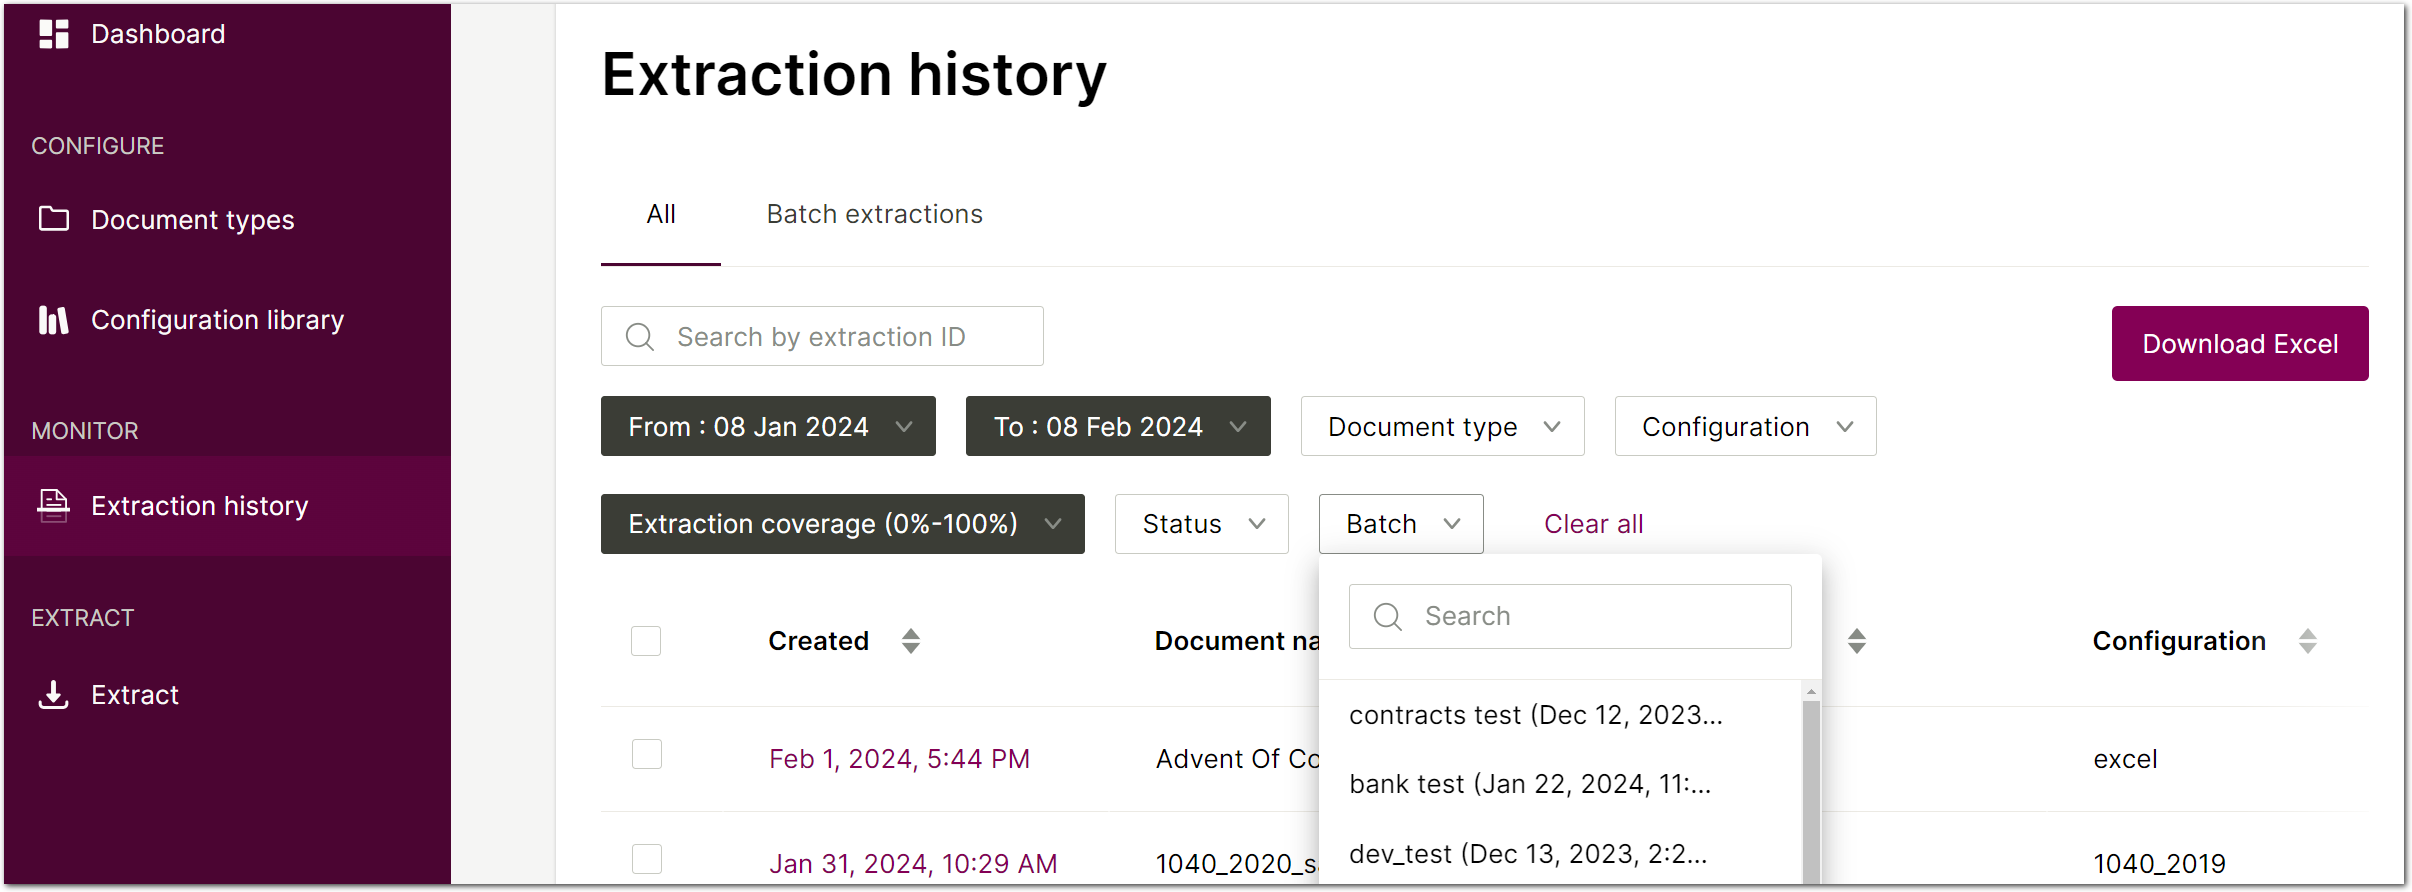 Dashboard
CONFIGURE
Document types
Configuration library
MONITOR
Extraction history
EXTRACT
Extract
Extraction history
All
Batch extractions
Search by extraction ID
Download Excel
From : 08 Jan 2024
To : 08 Feb 2024
Document type
Configuration
Extraction coverage (0%-100%)
Status
Batch
Clear all
Search
contracts test (Dec 12, 2023...
bank test (Jan 22, 2024, 11:...
dev_test (Dec 13, 2023, 2:2...
Created
Document na
Configuration
Feb 1, 2024, 5:44 PM
Advent Of Co
excel
Jan 31, 2024, 10:29 AM
1040_2020_s
1040_2019